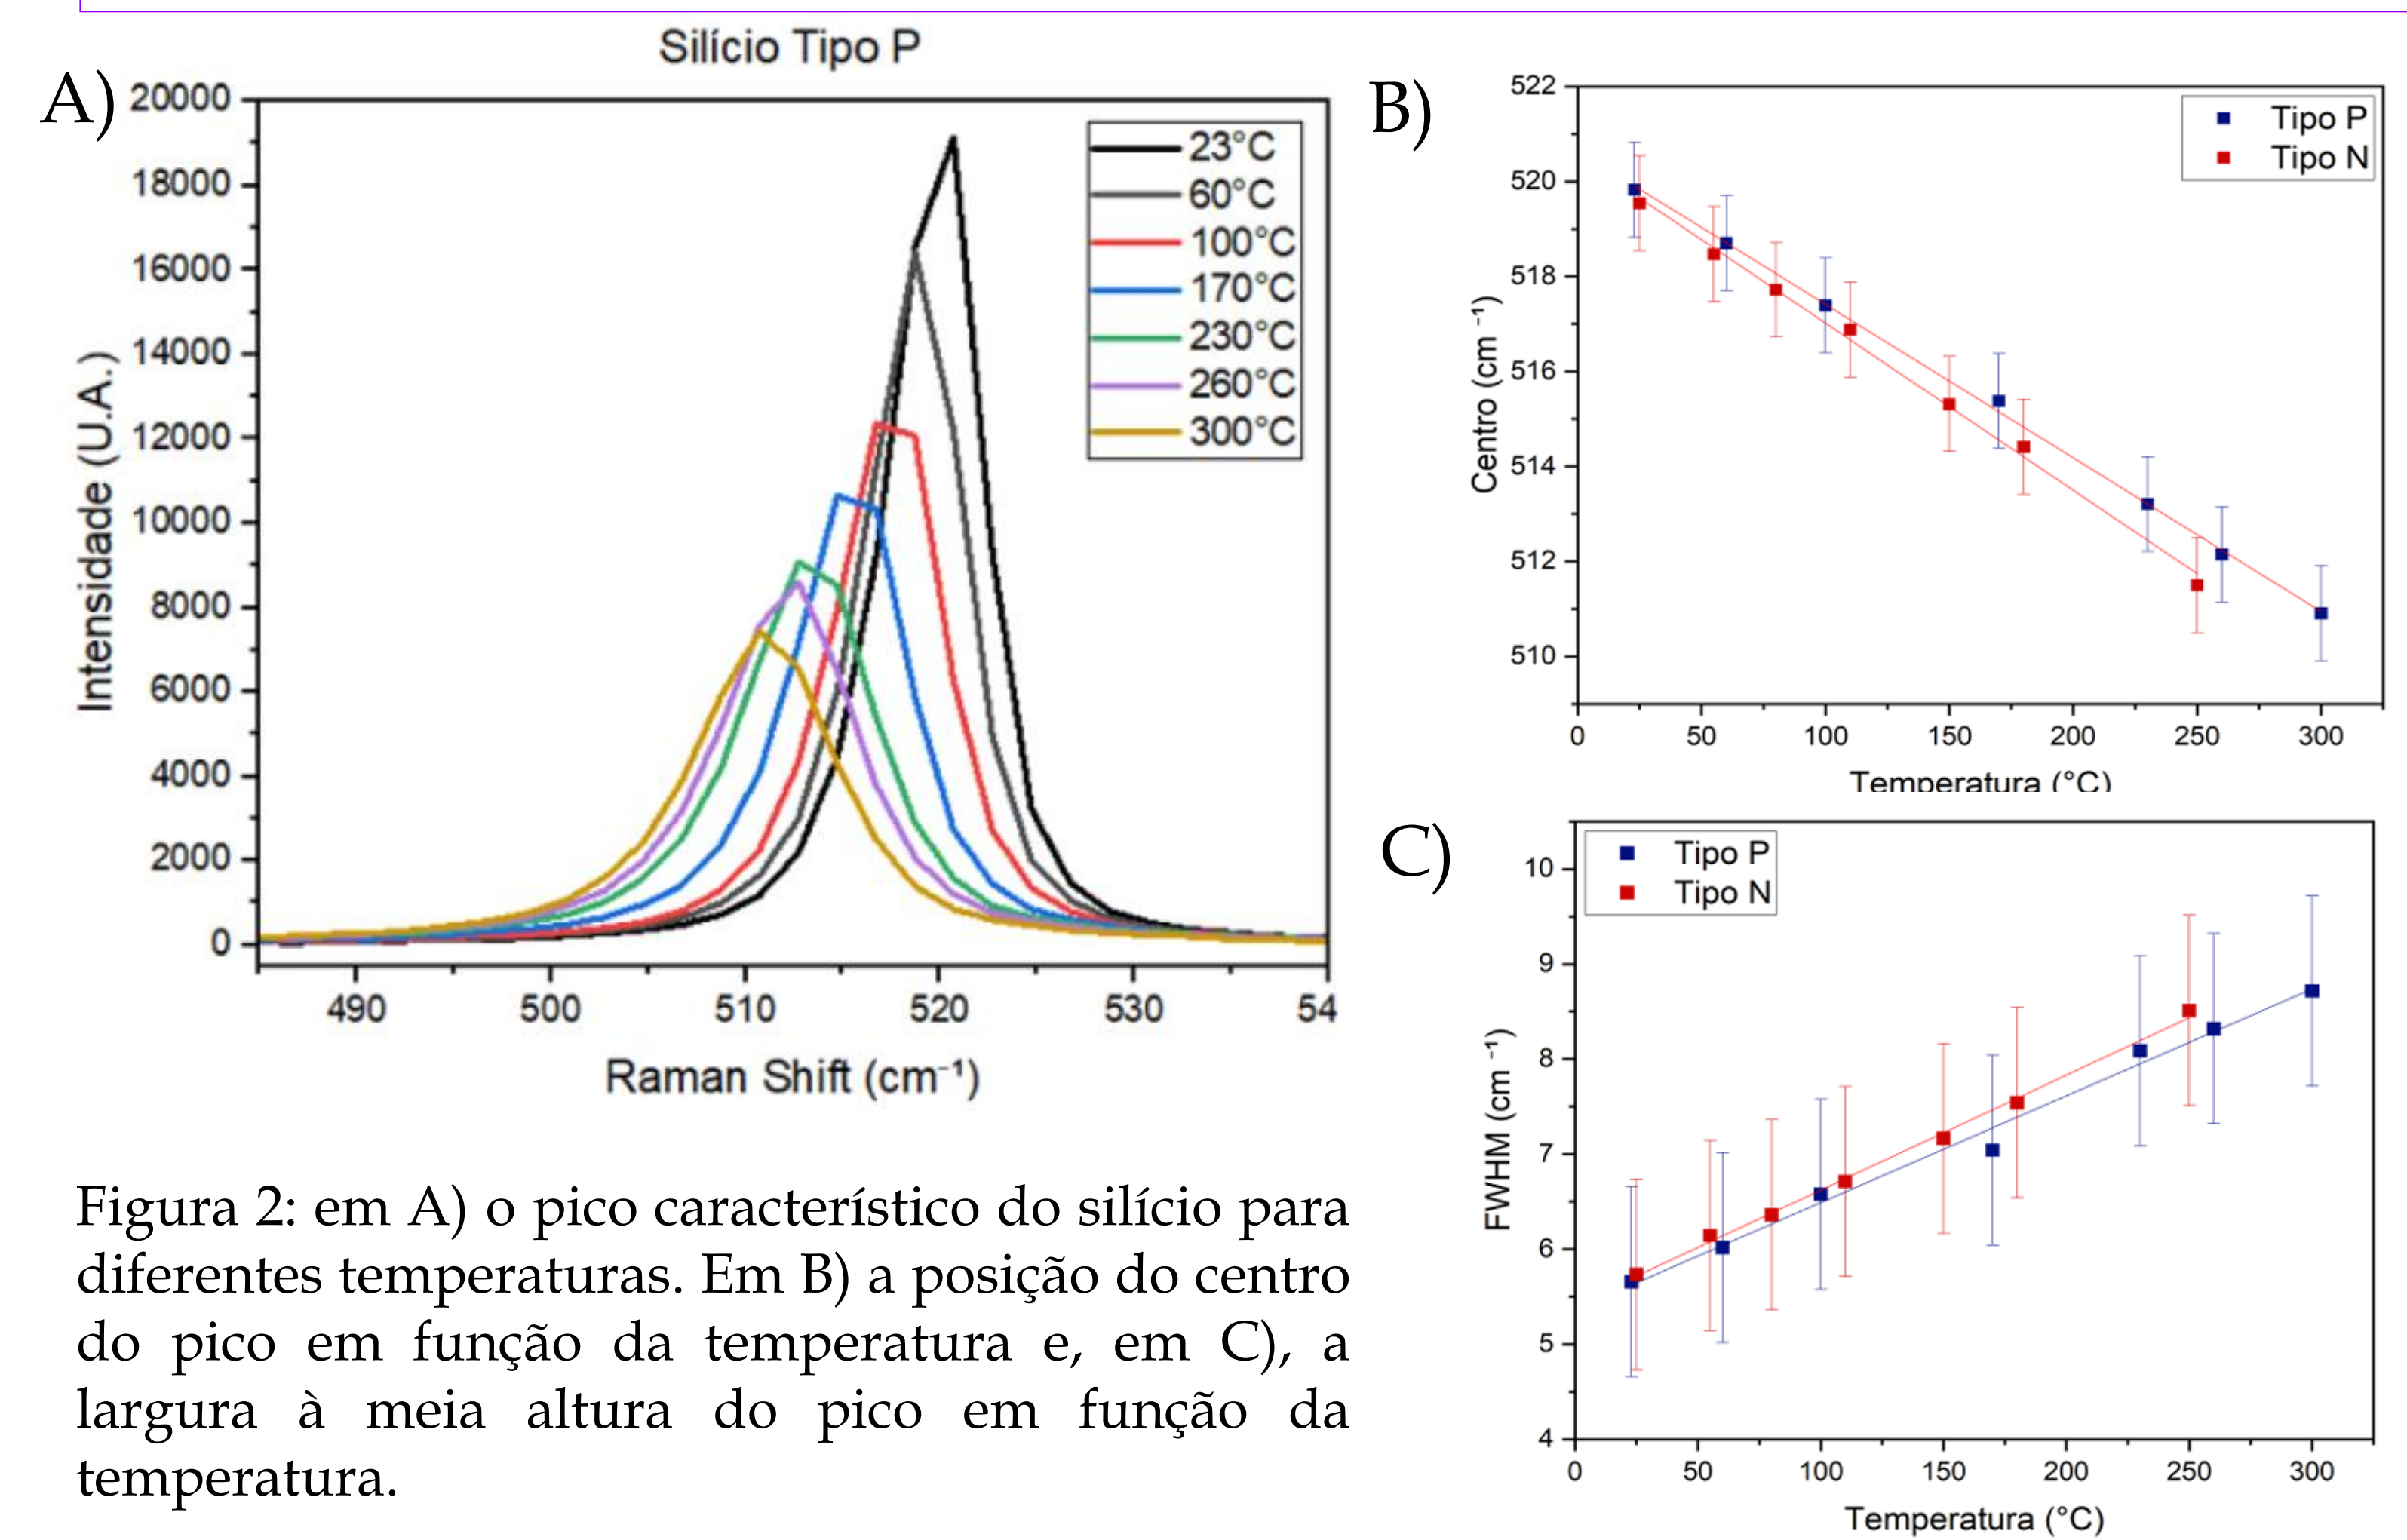 Silício Tipo P
A)
20000
18000
16000
14000
12000
10000
8000
6000
4000
2000
0
Intensidade (U.A.)
23°C
60°C
100°C
170°C
230°C
260°C
300°C
490 500 510 520 530 54
Raman Shift (cm⁻¹)
B)
522
520
518
516
514
512
510
Centro (cm ⁻¹)
Tipo P
Tipo N
0 50 100 150 200 250 300
Temperatura (°C)
C)
10
9
8
7
6
5
4
FWHM (cm ⁻¹)
Tipo P
Tipo N
0 50 100 150 200 250 300
Temperatura (°C)
Figura 2: em A) o pico característico do silício para
diferentes temperaturas. Em B) a posição do centro
do pico em função da temperatura e, em C), a
largura à meia altura do pico em função da
temperatura.